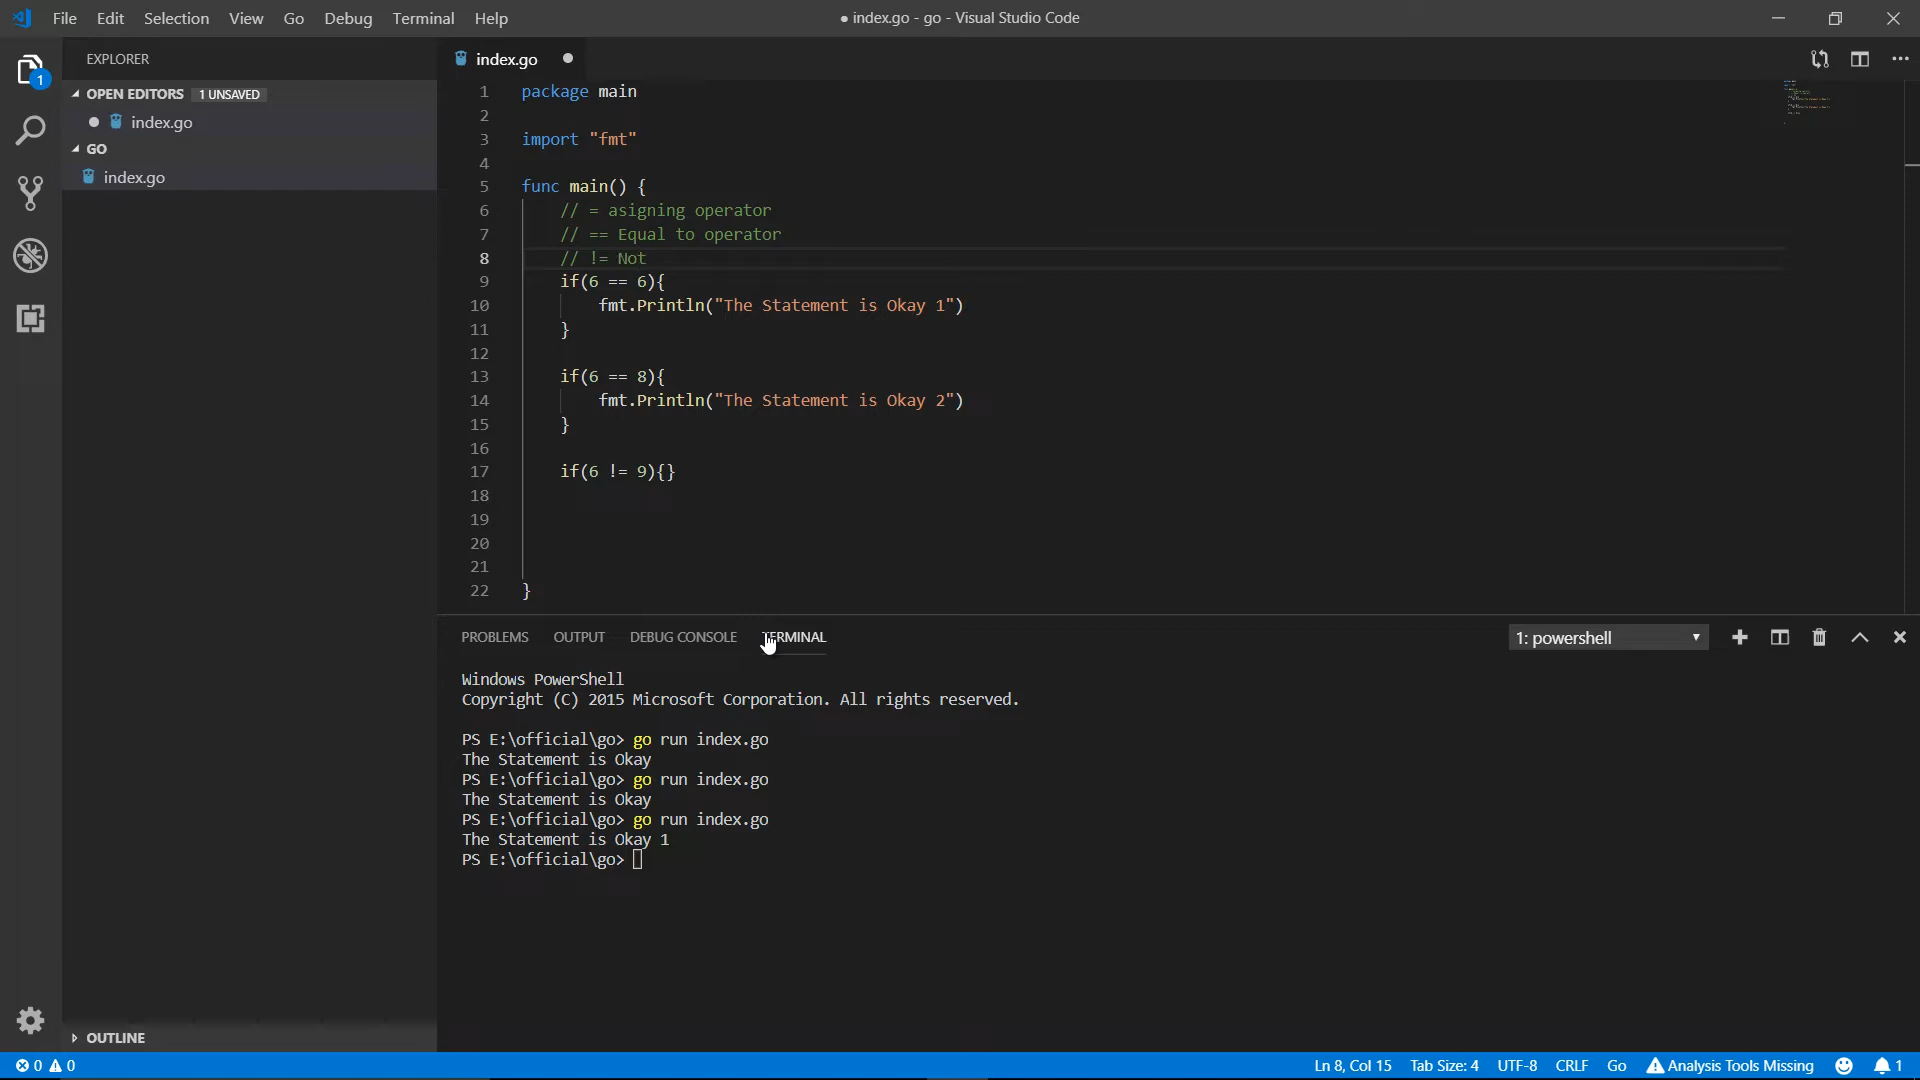 File Edit Selection View Go Debug Terminal Help
● index.go - go - Visual Studio Code
1
EXPLORER
OPEN EDITORS 1 UNSAVED
index.go
GO
index.go
OUTLINE
index.go
1 package main
2
3 import "fmt"
4
5 func main() {
6 // = asigning operator
7 // == Equal to operator
8 // != Not
9 if(6 == 6){
10 fmt.Println("The Statement is Okay 1")
11 }
12
13 if(6 == 8){
14 fmt.Println("The Statement is Okay 2")
15 }
16
17 if(6 != 9){}
18
19
20
21
22 }
PROBLEMS OUTPUT DEBUG CONSOLE TERMINAL 1: powershell
Windows PowerShell
Copyright (C) 2015 Microsoft Corporation. All rights reserved.
PS E:\official\go> go run index.go
The Statement is Okay
PS E:\official\go> go run index.go
The Statement is Okay
PS E:\official\go> go run index.go
The Statement is Okay 1
PS E:\official\go>
0 0 Ln 8, Col 15 Tab Size: 4 UTF-8 CRLF Go Analysis Tools Missing 1